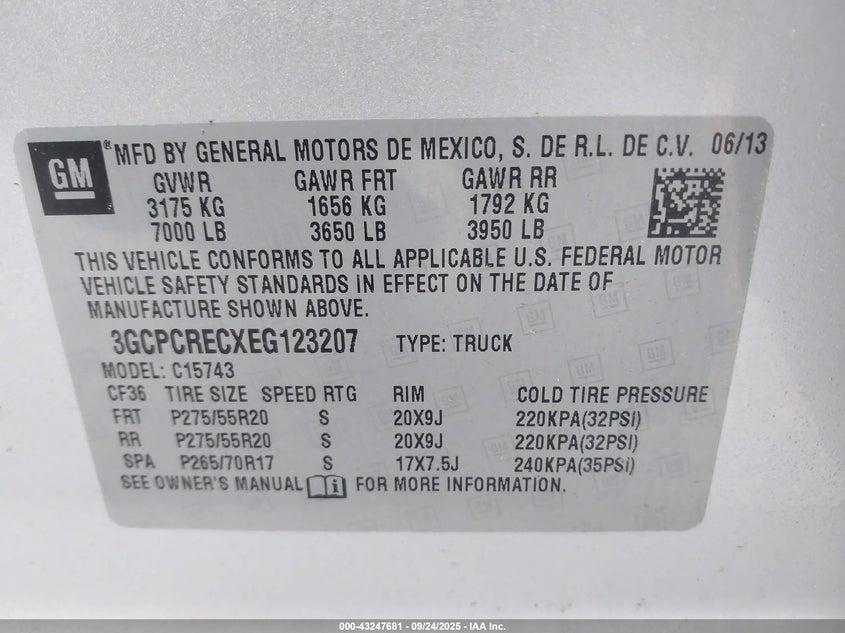 GM
® MFD BY GENERAL MOTORS DE MEXICO, S. DE R.L. DE C.V. 06/13
GVWR GAWR FRT GAWR RR
3175 KG 1656 KG 1792 KG
7000 LB 3650 LB 3950 LB
THIS VEHICLE CONFORMS TO ALL APPLICABLE U.S. FEDERAL MOTOR
VEHICLE SAFETY STANDARDS IN EFFECT ON THE DATE OF
MANUFACTURE SHOWN ABOVE.
3GCPCRECXEG123207 TYPE: TRUCK
MODEL: C15743
CF36 TIRE SIZE SPEED RTG RIM COLD TIRE PRESSURE
FRT P275/55R20 S 20X9J 220KPA(32PSI)
RR P275/55R20 S 20X9J 220KPA(32PSI)
SPA P265/70R17 S 17X7.5J 240KPA(35PSI)
SEE OWNER'S MANUAL i FOR MORE INFORMATION.
000-43247681 - 09/24/2025 - IAA Inc.